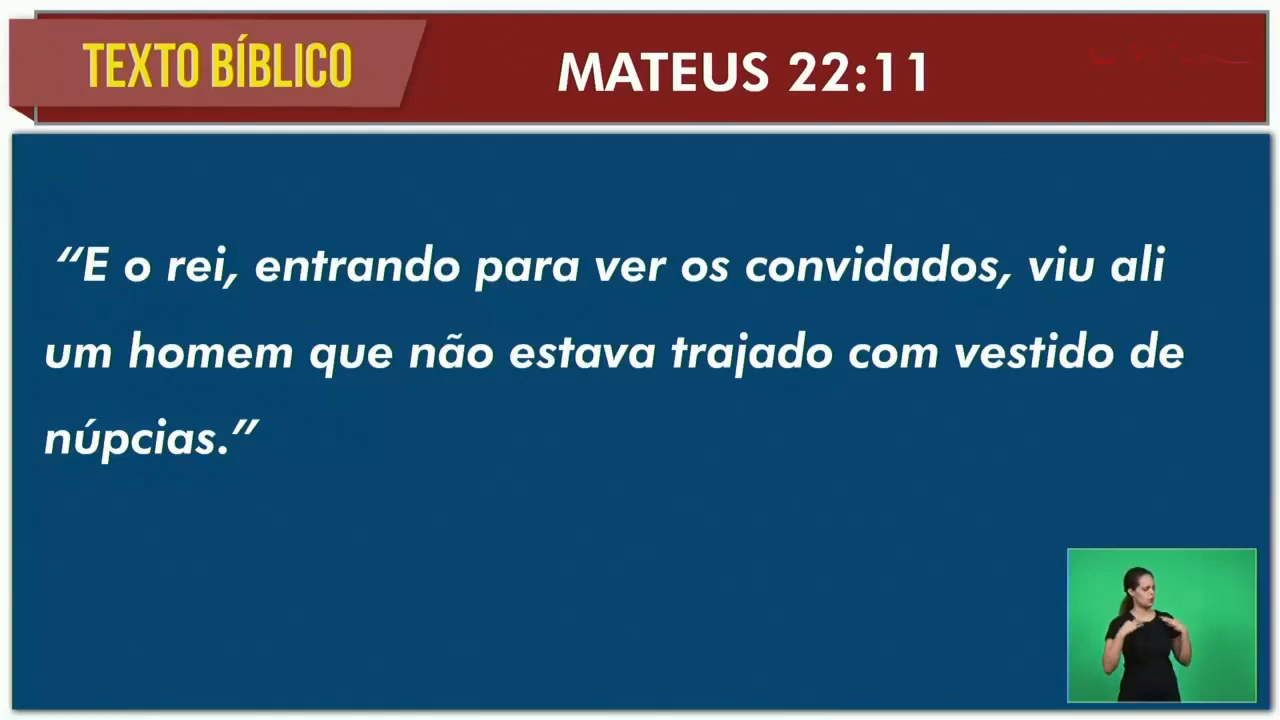 TEXTO BÍBLICO
MATEUS 22:11
“E o rei, entrando para ver os convidados, viu ali
um homem que não estava trajado com vestido de
núpcias.”